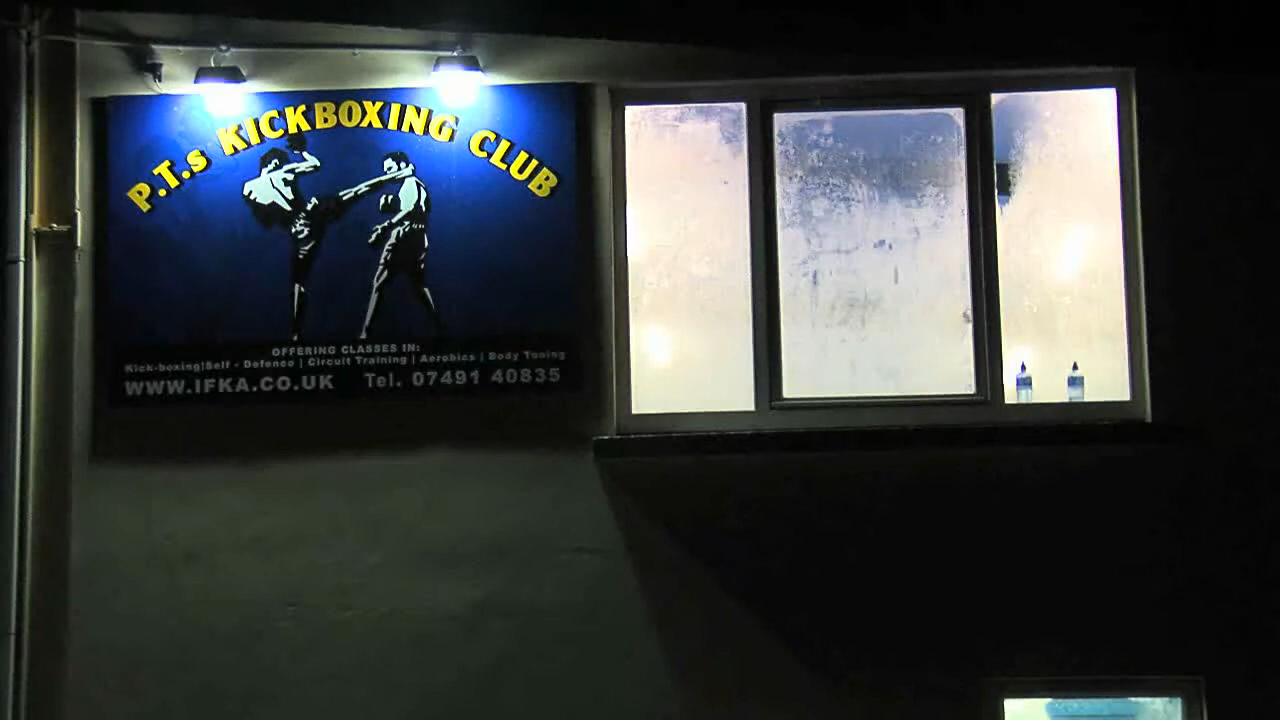 P.T.s KICKBOXING CLUB
OFFERING CLASSES IN:
Kick-boxing|Self - Defence | Circuit Training | Aerobics | Body Toning
WWW.IFKA.CO.UK Tel. 07491 40835